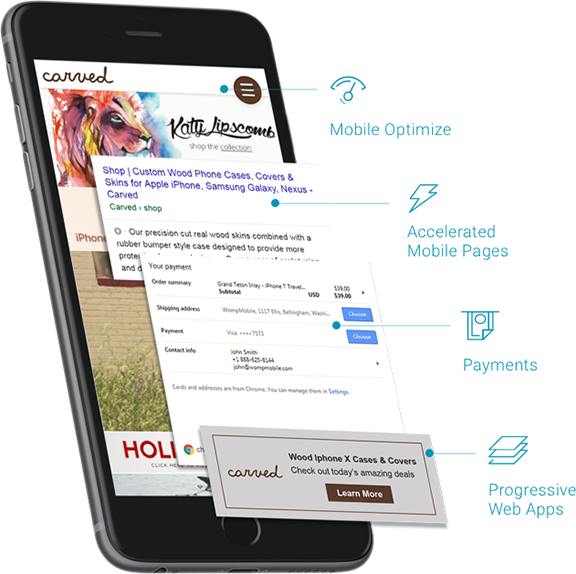 carved
Katy Lipscomb
shop the collection
Mobile Optimize
Shop | Custom Wood Phone Cases, Covers &
Skins for Apple iPhone, Samsung Galaxy, Nexus -
Carved
Carved › shop
Accelerated
Mobile Pages
iPhone
Our precision cut real wood skins combined with a
rubber bumper style case designed to provide more
and d
Your payment
Order summary
Grand Teton Inlay - iPhone 7 Travel... $39.00
Subtotal USD $39.00
Shipping address WompMobile, 1117 Ellis, Bellingham, Washi... Choose
Payment Visa ••••7573 Choose
Payments
Contact info
John Smith
+1 888-625-8144
john@wompmobile.com
Cards and addresses are from Chrome. You can manage them in Settings.
HOLI
CLICK HE
ch
Wood Iphone X Cases & Covers
carved
Check out today's amazing deals
Learn More
Progressive
Web Apps